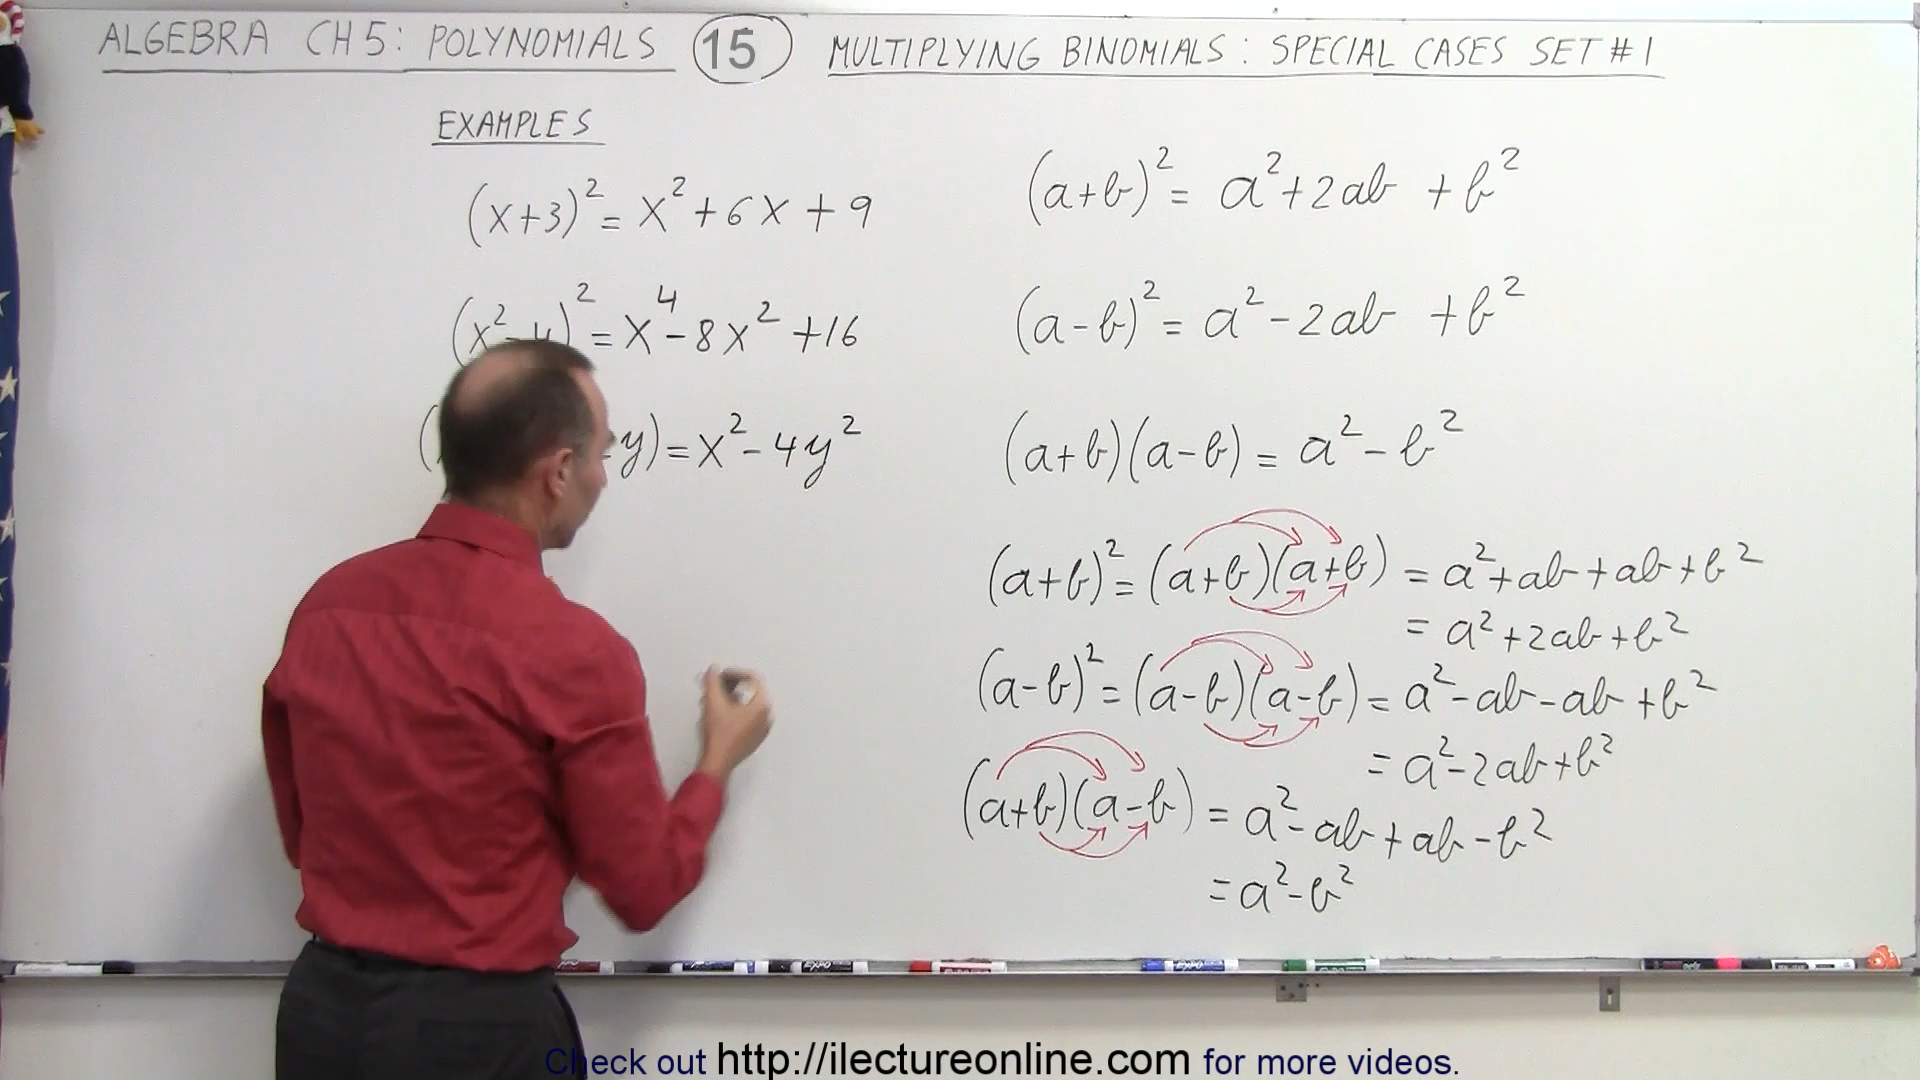 ALGEBRA CH 5: POLYNOMIALS 15 MULTIPLYING BINOMIALS: SPECIAL CASES SET #1
EXAMPLES
(x+3)² = x² + 6x + 9
(x²-4)² = x⁴ - 8x² + 16
y) = x² - 4y²
(a+b)² = a² + 2ab + b²
(a-b)² = a² - 2ab + b²
(a+b)(a-b) = a² - b²
(a+b)² = (a+b)(a+b) = a² + ab + ab + b²
= a² + 2ab + b²
(a-b)² = (a-b)(a-b) = a² - ab - ab + b²
= a² - 2ab + b²
(a+b)(a-b) = a² - ab + ab - b²
= a² - b²
Check out http://ilectureonline.com for more videos.